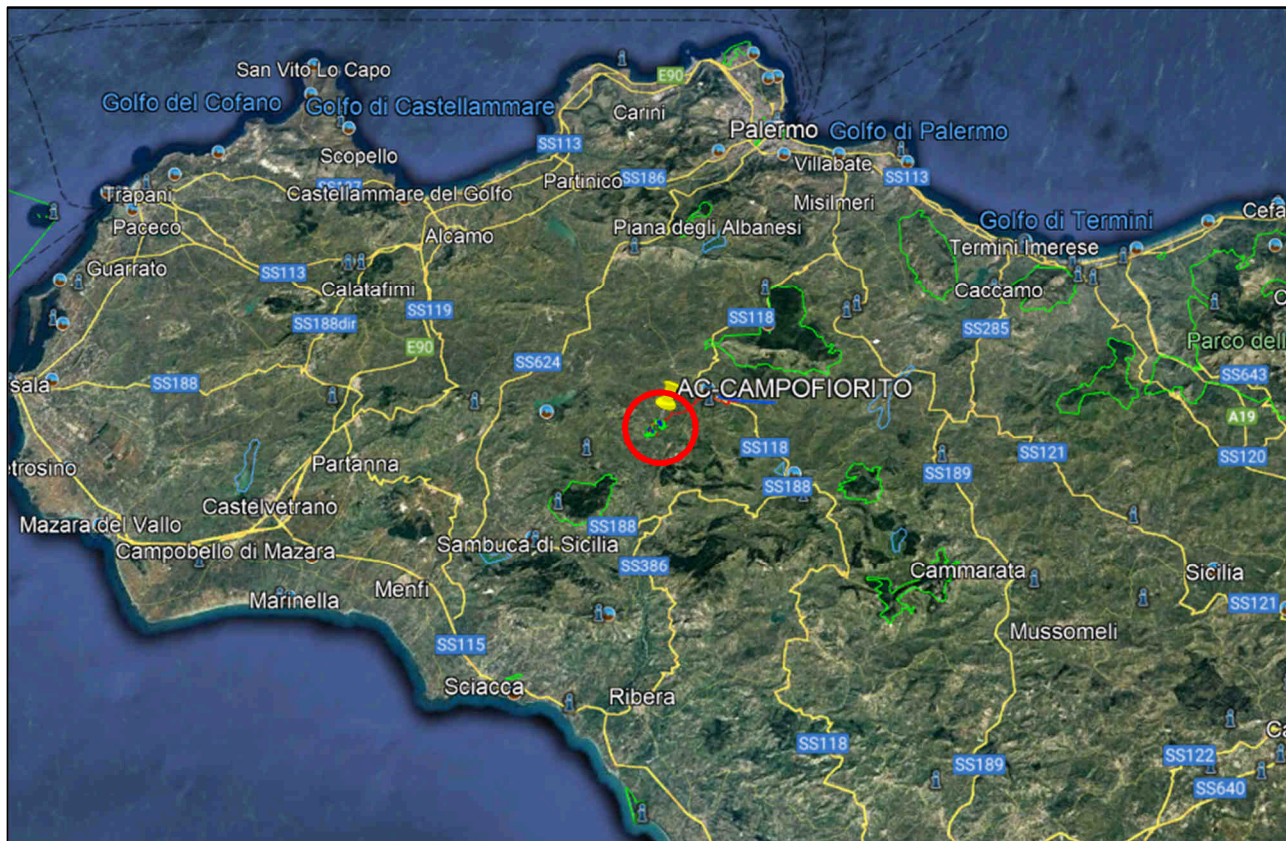 San Vito Lo Capo
E90
Golfo del Cofano
Golfo di Castellammare
Carini
Palermo
Golfo di Palermo
SS113
Scopello
Villabate
SS113
Partinico
SS186
Castellammare del Golfo
Trapani
Misilmeri
Cefa
Paceco
Piana degli Albanesi
Golfo di Termini
Alcamo
Termini Imerese
Guarrato
SS113
Calatafimi
Caccamo
SS119
SS118
SS188dir
SS285
Parco dell
E90
SS624
SS643
sala
SS188
AC-CAMPOFIORITO
A19
SS118
SS121
SS120
etrosino
Partanna
SS189
SS188
Castelvetrano
Mazara del Vallo
SS188
Campobello di Mazara
Sambuca di Sicilia
SS386
Cammarata
Sicilia
Menfi
Marinella
SS121
Mussomeli
SS115
Sciacca
Ribera
SS118
SS122
Ca
SS189
SS640